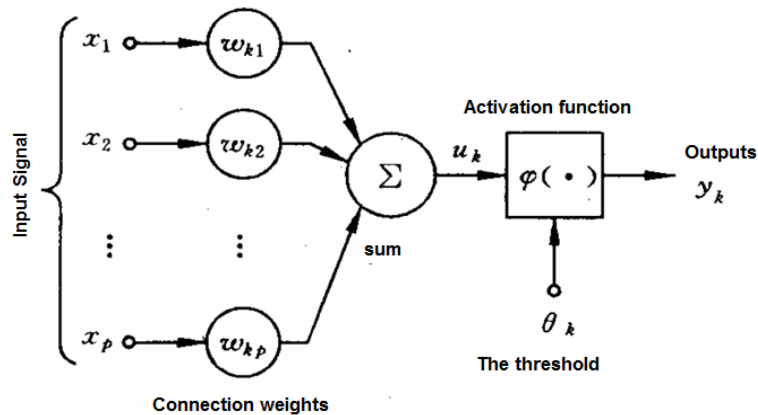 Input Signal
x1
wk1
x2
wk2
⋮
⋮
xp
wkp
Connection weights
Σ
sum
uk
Activation function
φ(•)
θk
The threshold
Outputs
yk